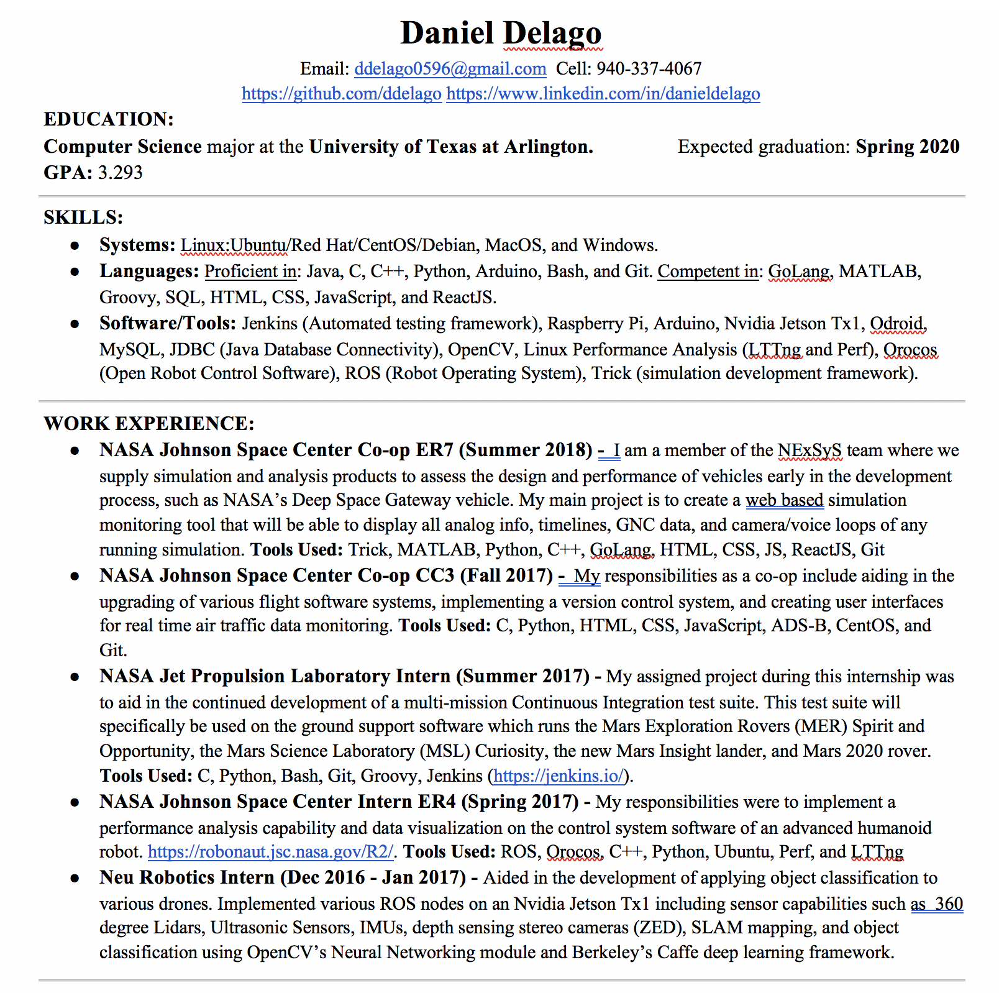 Daniel Delago
Email: ddelago0596@gmail.com Cell: 940-337-4067
https://github.com/ddelago https://www.linkedin.com/in/danieldelago
EDUCATION:
Computer Science major at the University of Texas at Arlington. Expected graduation: Spring 2020
GPA: 3.293
SKILLS:
● Systems: Linux:Ubuntu/Red Hat/CentOS/Debian, MacOS, and Windows.
● Languages: Proficient in: Java, C, C++, Python, Arduino, Bash, and Git. Competent in: GoLang, MATLAB,
Groovy, SQL, HTML, CSS, JavaScript, and ReactJS.
● Software/Tools: Jenkins (Automated testing framework), Raspberry Pi, Arduino, Nvidia Jetson Tx1, Odroid,
MySQL, JDBC (Java Database Connectivity), OpenCV, Linux Performance Analysis (LTTng and Perf), Orocos
(Open Robot Control Software), ROS (Robot Operating System), Trick (simulation development framework).
WORK EXPERIENCE:
● NASA Johnson Space Center Co-op ER7 (Summer 2018) - I am a member of the NExSyS team where we
supply simulation and analysis products to assess the design and performance of vehicles early in the development
process, such as NASA’s Deep Space Gateway vehicle. My main project is to create a web based simulation
monitoring tool that will be able to display all analog info, timelines, GNC data, and camera/voice loops of any
running simulation. Tools Used: Trick, MATLAB, Python, C++, GoLang, HTML, CSS, JS, ReactJS, Git
● NASA Johnson Space Center Co-op CC3 (Fall 2017) - My responsibilities as a co-op include aiding in the
upgrading of various flight software systems, implementing a version control system, and creating user interfaces
for real time air traffic data monitoring. Tools Used: C, Python, HTML, CSS, JavaScript, ADS-B, CentOS, and
Git.
● NASA Jet Propulsion Laboratory Intern (Summer 2017) - My assigned project during this internship was
to aid in the continued development of a multi-mission Continuous Integration test suite. This test suite will
specifically be used on the ground support software which runs the Mars Exploration Rovers (MER) Spirit and
Opportunity, the Mars Science Laboratory (MSL) Curiosity, the new Mars Insight lander, and Mars 2020 rover.
Tools Used: C, Python, Bash, Git, Groovy, Jenkins (https://jenkins.io/).
● NASA Johnson Space Center Intern ER4 (Spring 2017) - My responsibilities were to implement a
performance analysis capability and data visualization on the control system software of an advanced humanoid
robot. https://robonaut.jsc.nasa.gov/R2/. Tools Used: ROS, Orocos, C++, Python, Ubuntu, Perf, and LTTng
● Neu Robotics Intern (Dec 2016 - Jan 2017) - Aided in the development of applying object classification to
various drones. Implemented various ROS nodes on an Nvidia Jetson Tx1 including sensor capabilities such as 360
degree Lidars, Ultrasonic Sensors, IMUs, depth sensing stereo cameras (ZED), SLAM mapping, and object
classification using OpenCV’s Neural Networking module and Berkeley’s Caffe deep learning framework.